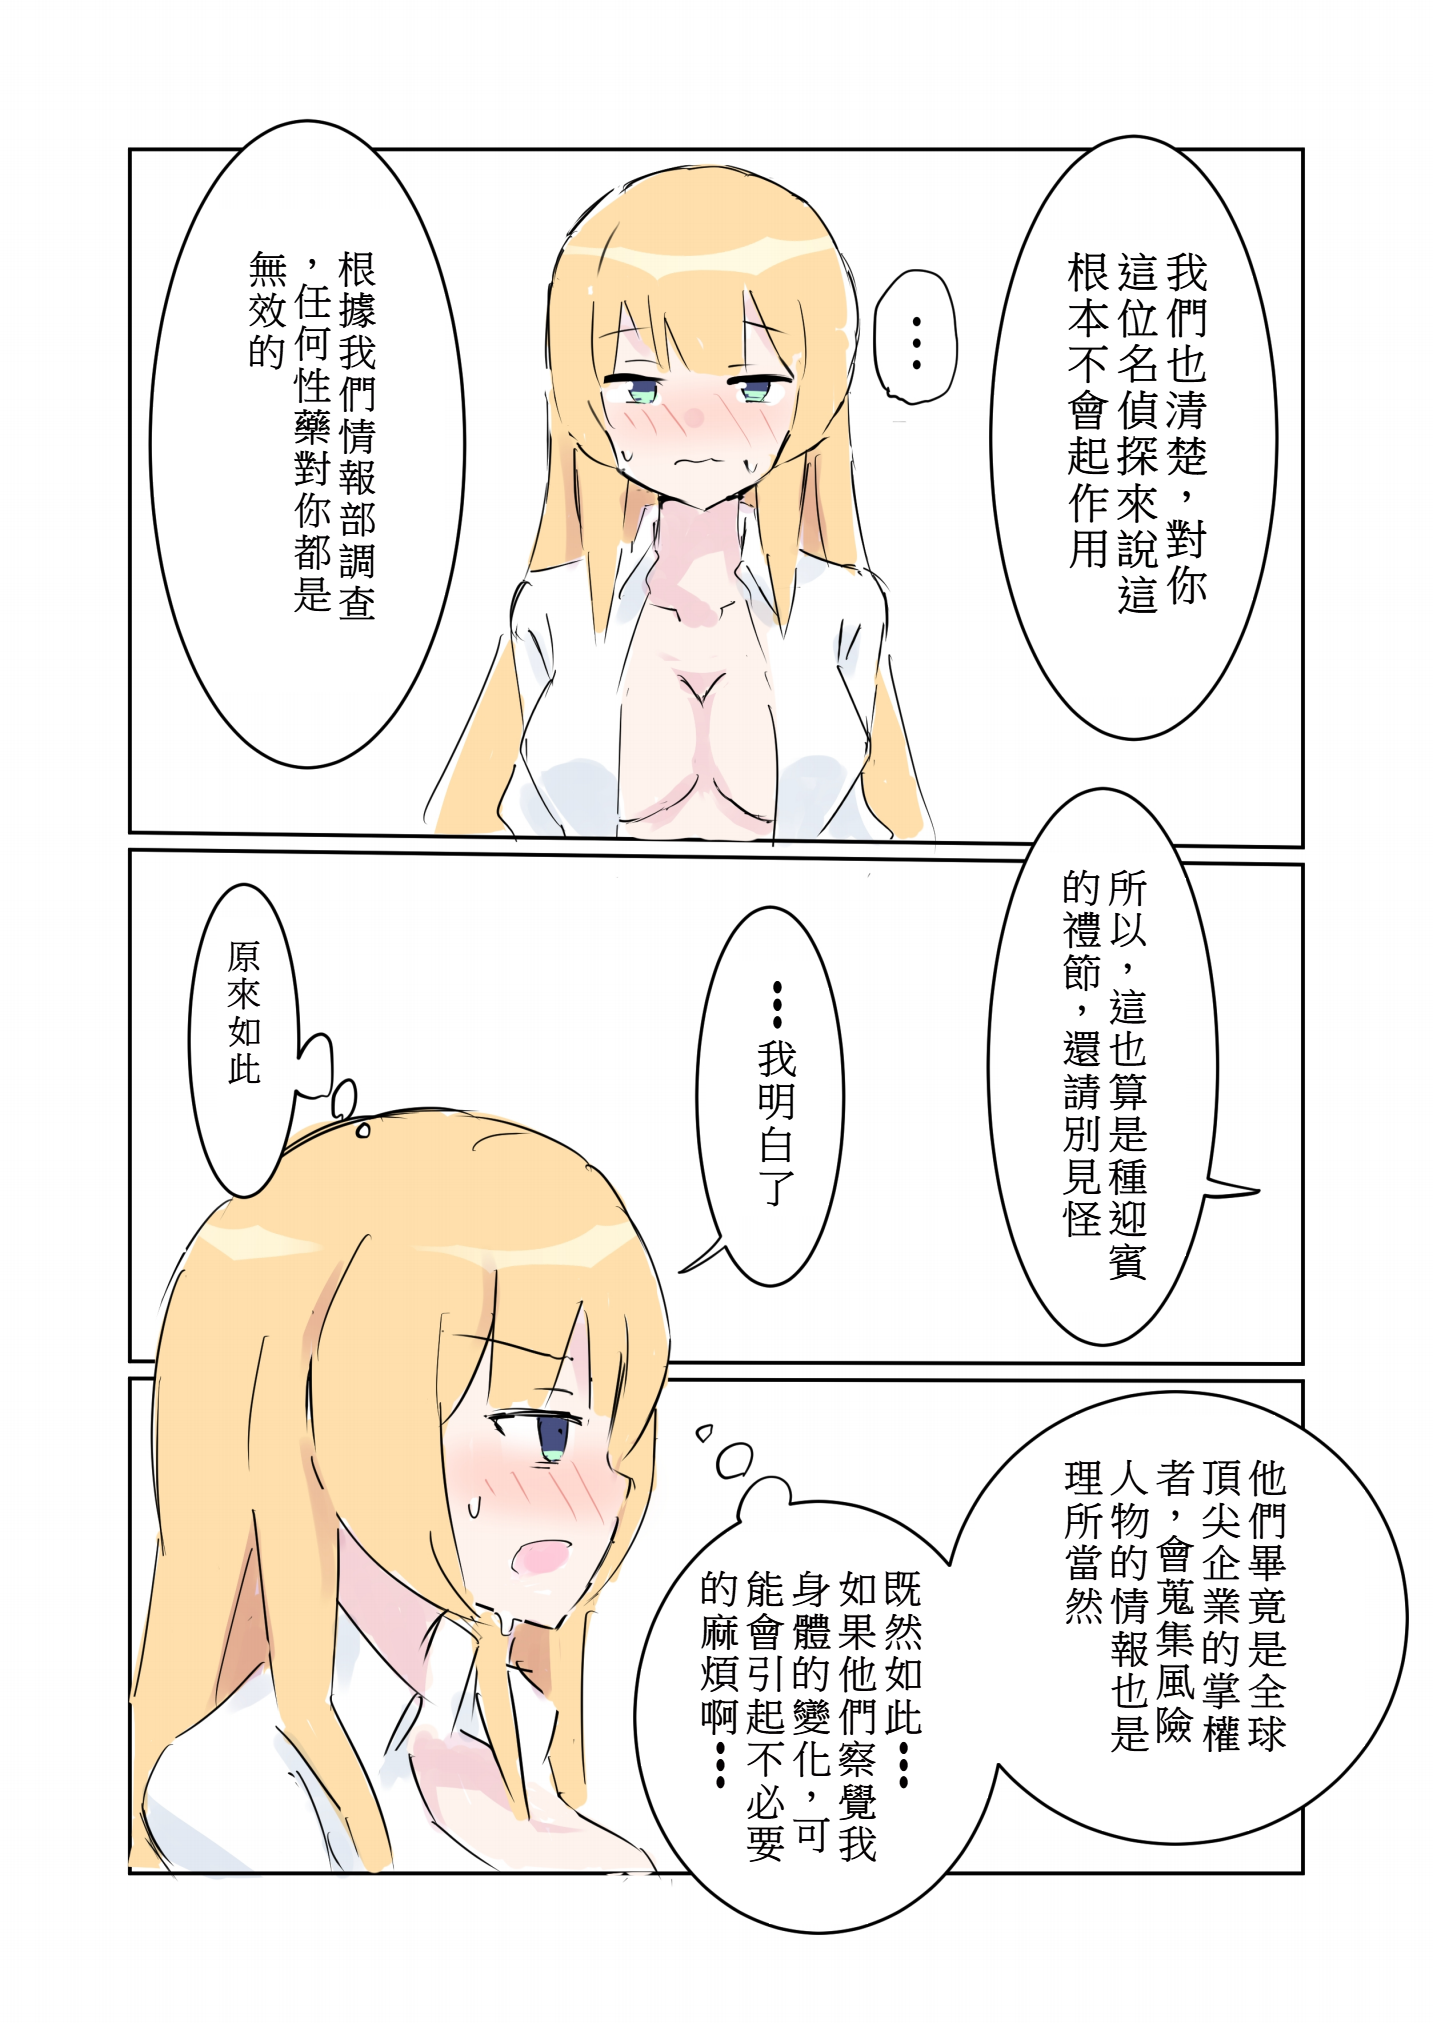 我們也清楚，對你
這位名偵探來說這
根本不會起作用
…
根據我們情報部調查
，任何性藥對你都是
無效的
所以，這也算是種迎賓
的禮節，還請別見怪
…我明白了
原來如此
他們畢竟是全球
頂尖企業的掌權
者，會蒐集風險
人物的情報也是
理所當然
既然如此…
如果他們察覺我
身體的變化，可
能會引起不必要
的麻煩啊…